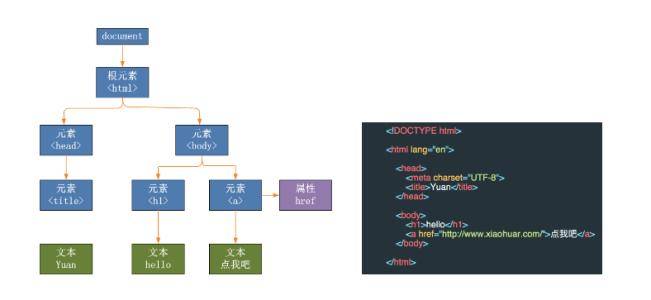 document
根元素
<html>
元素
<head>
元素
<body>
元素
<title>
元素
<h1>
元素
<a>
属性
href
文本
Yuan
文本
hello
文本
点我吧
<!DOCTYPE html>
<html lang="en">
<head>
<meta charset="UTF-8">
<title>Yuan</title>
</head>
<body>
<h1>hello</h1>
<a href="http://www.xiaohuar.com/">点我吧</a>
</body>
</html>